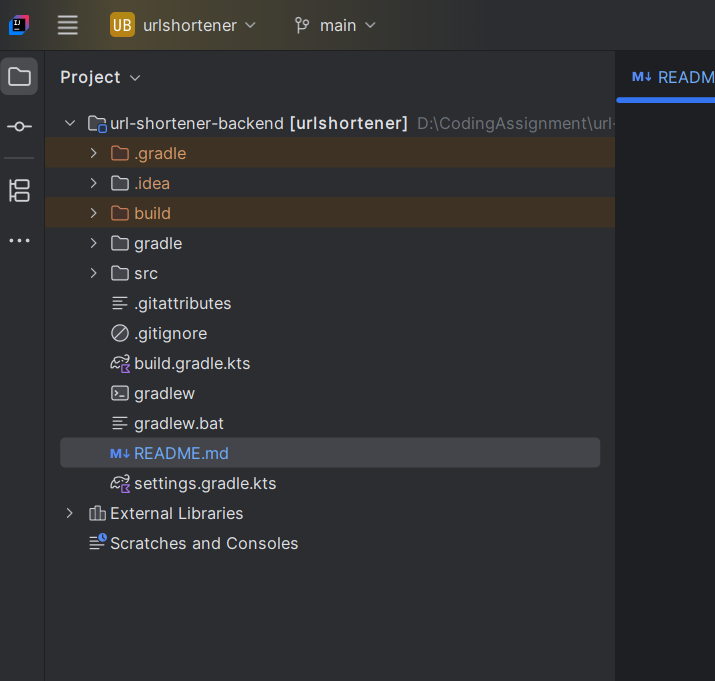 UB urlshortener main
Project
M↓ READM
url-shortener-backend [urlshortener] D:\CodingAssignment\url-
.gradle
.idea
build
gradle
src
.gitattributes
.gitignore
build.gradle.kts
gradlew
gradlew.bat
M↓ README.md
settings.gradle.kts
External Libraries
Scratches and Consoles